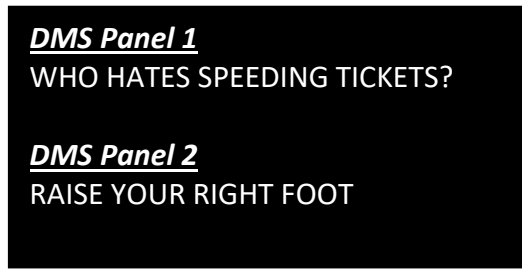 DMS Panel 1
WHO HATES SPEEDING TICKETS?
DMS Panel 2
RAISE YOUR RIGHT FOOT